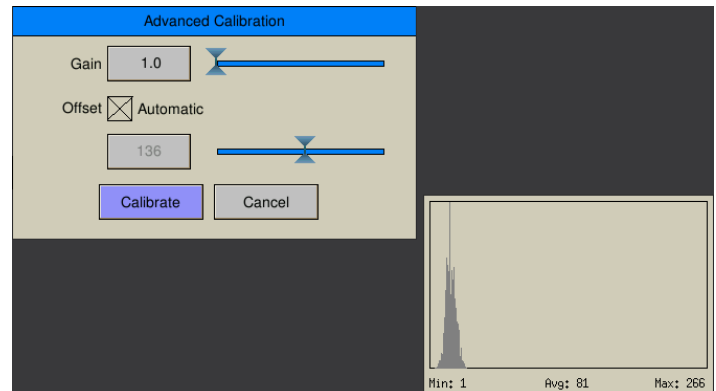 Advanced Calibration
Gain 1.0
Offset Automatic
136
Calibrate Cancel
Min: 1 Avg: 81 Max: 266